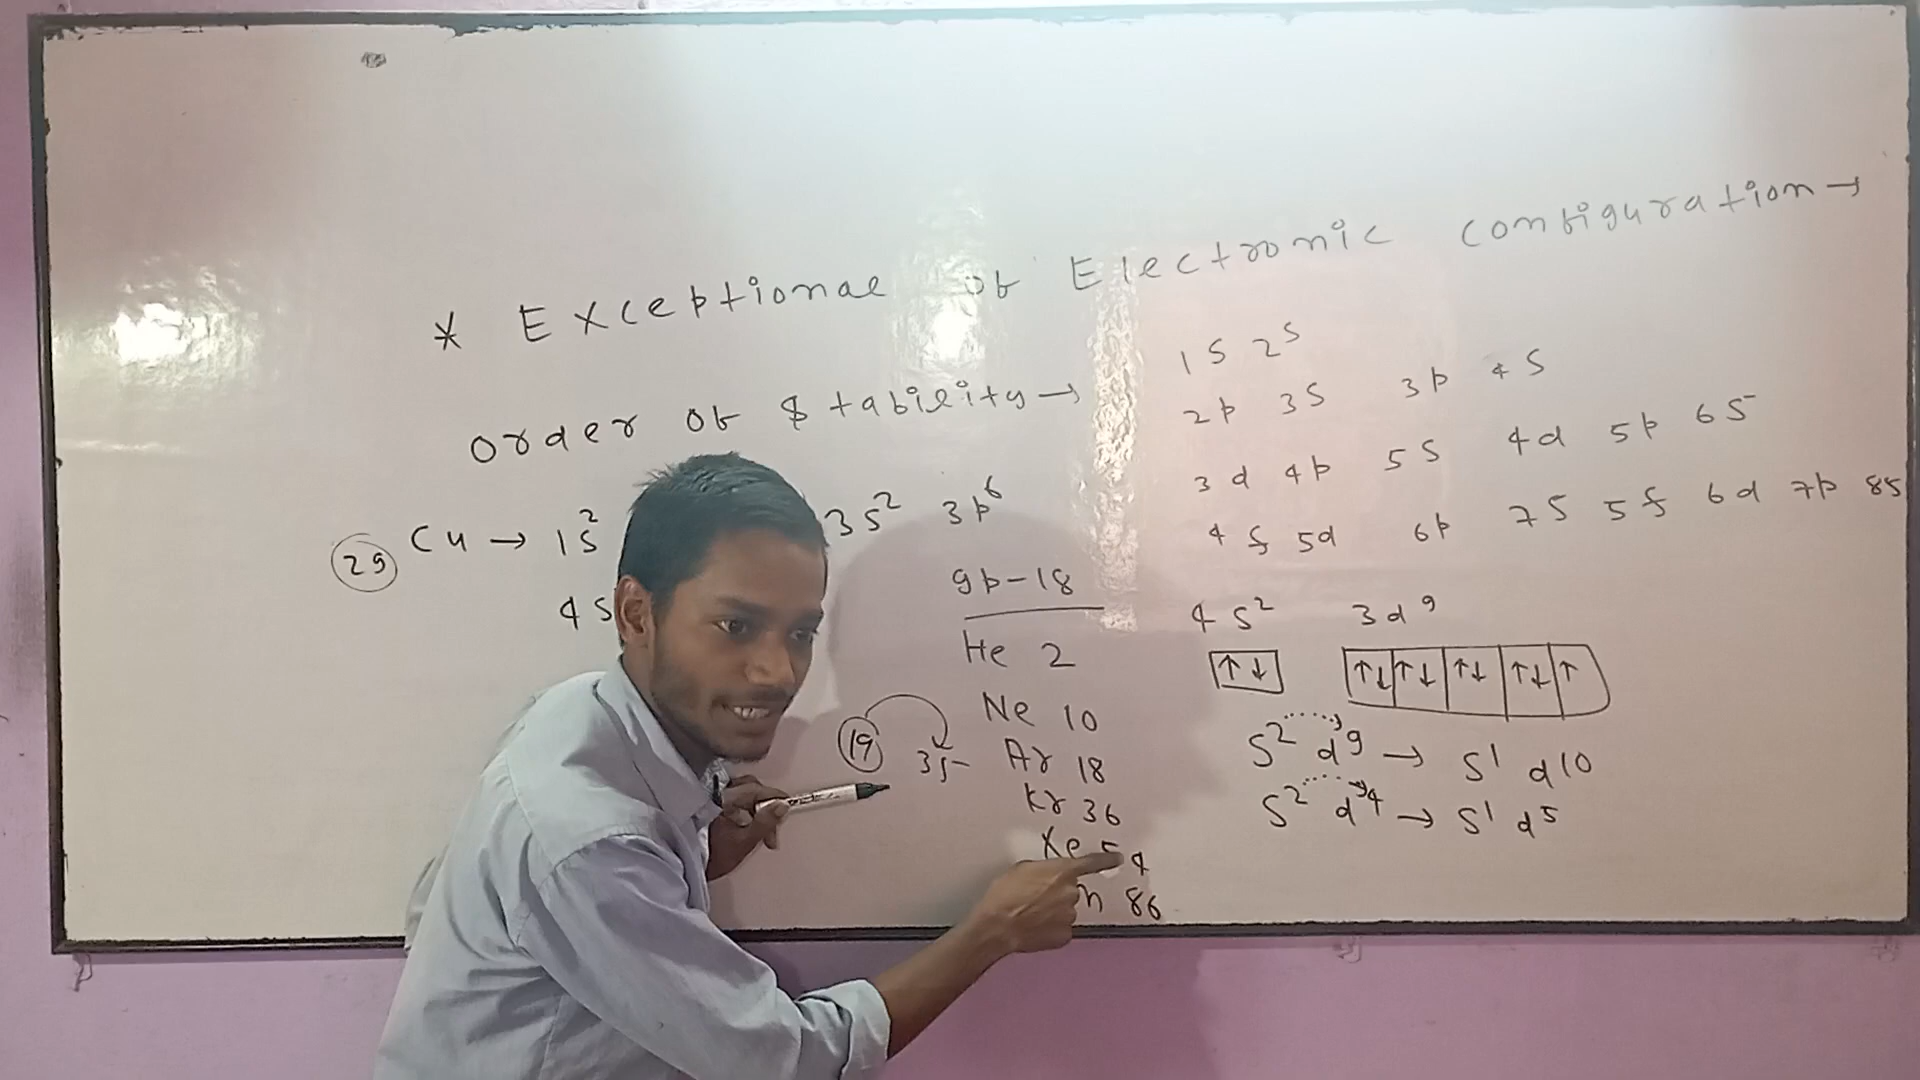 * Exceptional of Electronic configuration →
order of stability →
1s 2s
2p 3s 3p 4s
3d 4p 5s 4d 5p 6s
4f 5d 6p 7s 5f 6d 7p 8s
29 Cu → 1s² 3s² 3p⁶
4s
gp-18
He 2
Ne 10
Ar 18
Kr 36
Xe 54
86
19
4s² 3d⁹
↑↓ ↑↓ ↑↓ ↑↓ ↑↓ ↑
s² d⁹ → s¹ d¹⁰
s² d⁴ → s¹ d⁵